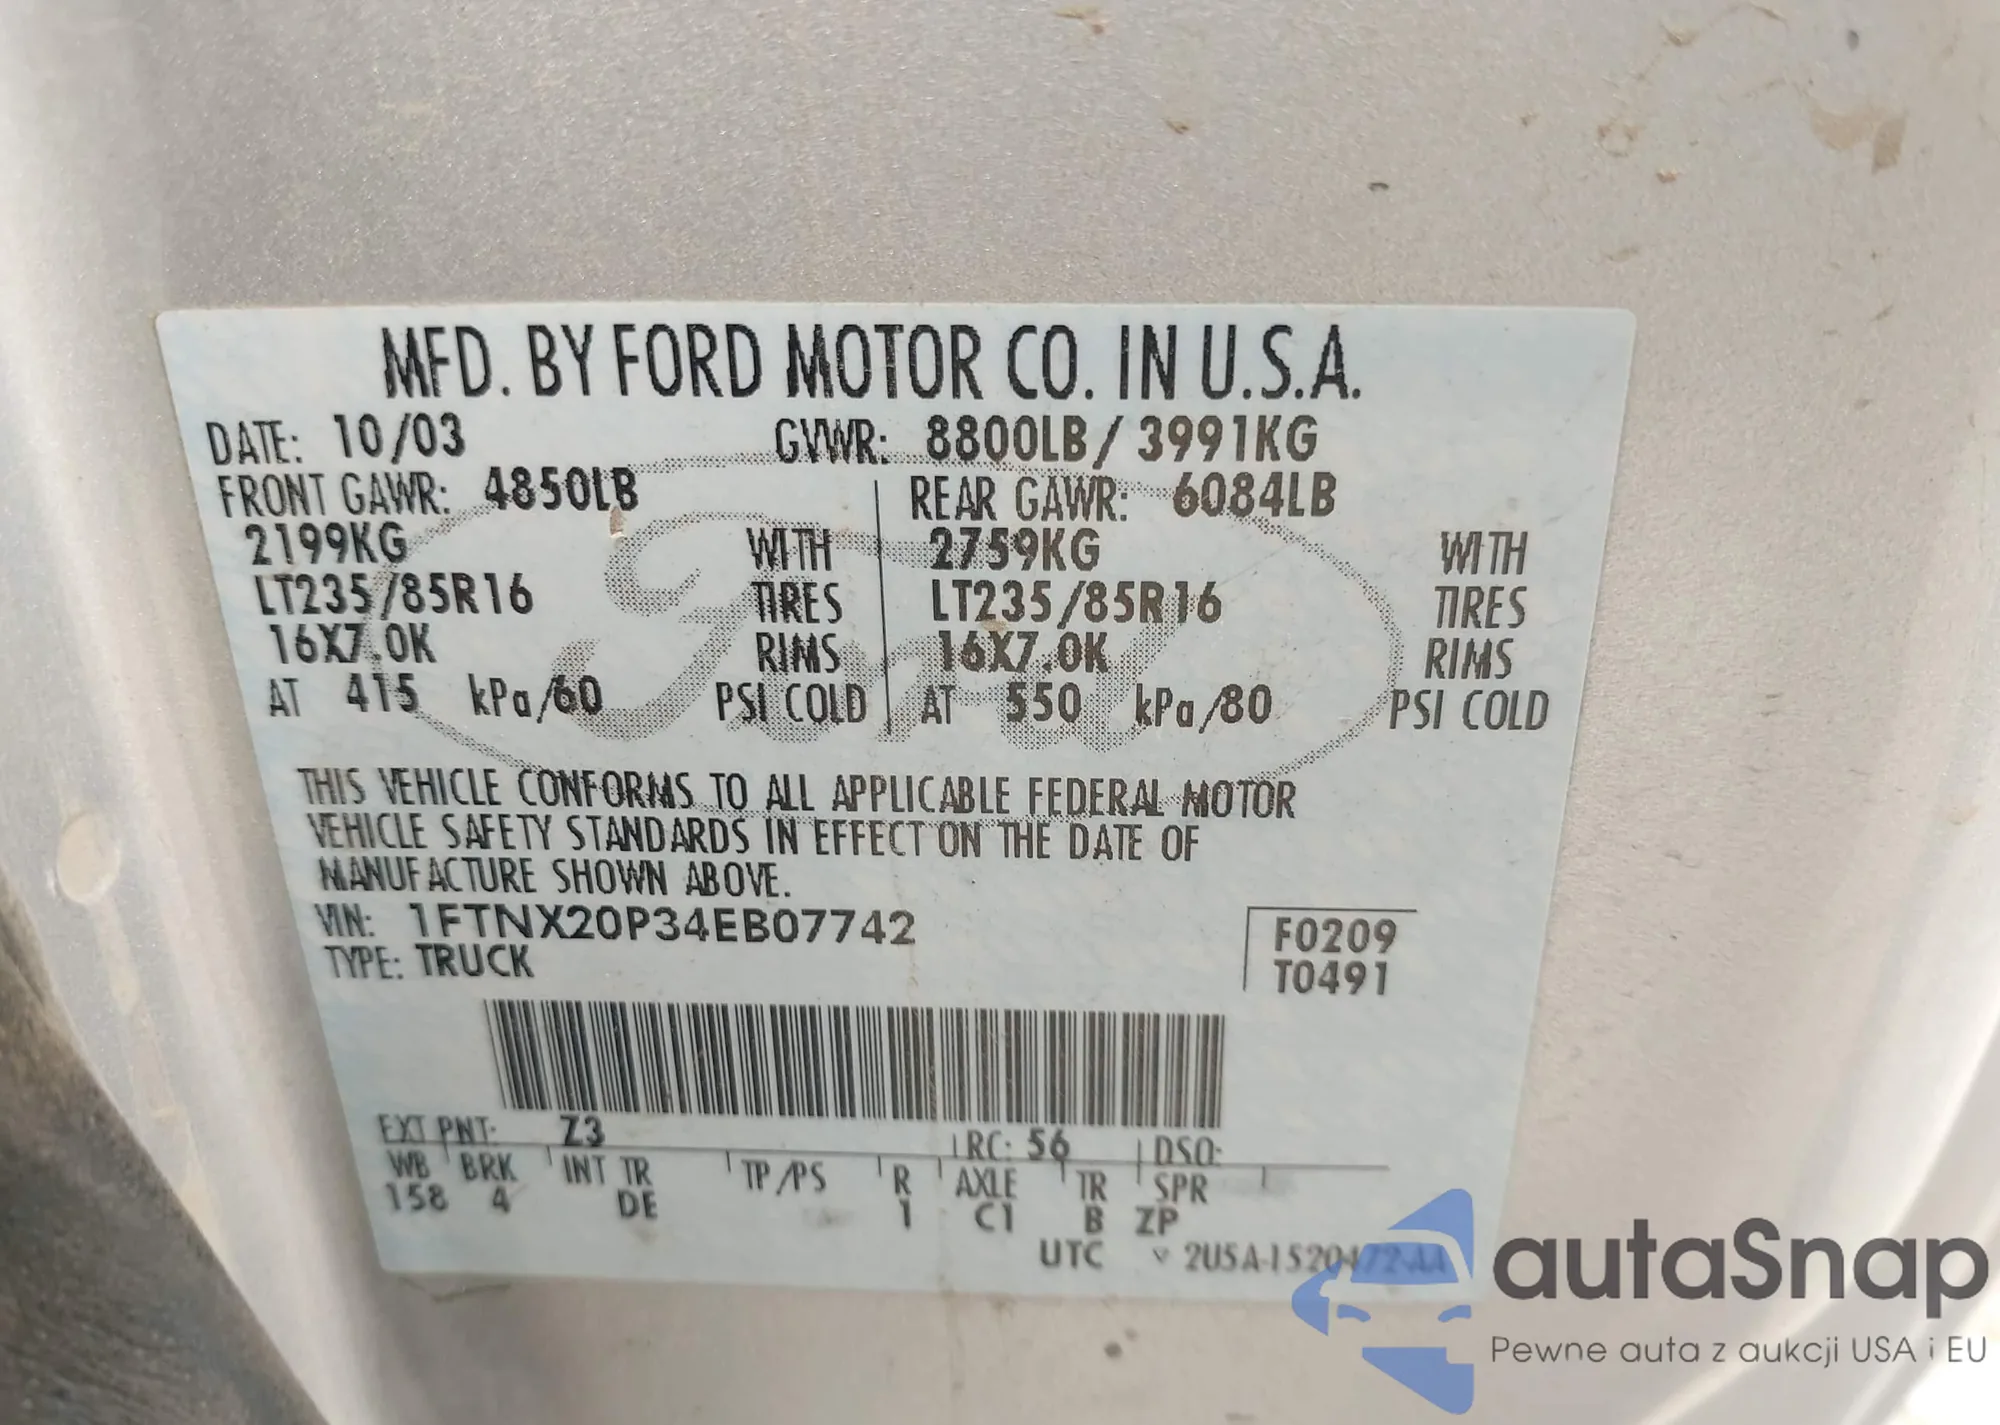 MFD. BY FORD MOTOR CO. IN U.S.A.
DATE: 10/03 GVWR: 8800LB / 3991KG
FRONT GAWR: 4850LB REAR GAWR: 6084LB
2199KG WITH 2759KG WITH
LT235/85R16 TIRES LT235/85R16 TIRES
16X7.0K RIMS 16X7.0K RIMS
AT 415 kPa/60 PSI COLD AT 550 kPa/80 PSI COLD
Ford
THIS VEHICLE CONFORMS TO ALL APPLICABLE FEDERAL MOTOR
VEHICLE SAFETY STANDARDS IN EFFECT ON THE DATE OF
MANUFACTURE SHOWN ABOVE.
VIN: 1FTNX20P34EB07742
TYPE: TRUCK
F0209
T0491
EXT PNT: Z3 RC: 56 DSO:
WB BRK INT TR TP/PS R AXLE TR SPR
158 4 DE 1 C1 B ZP
UTC
autaSnap
Pewne auta z aukcji USA i EU